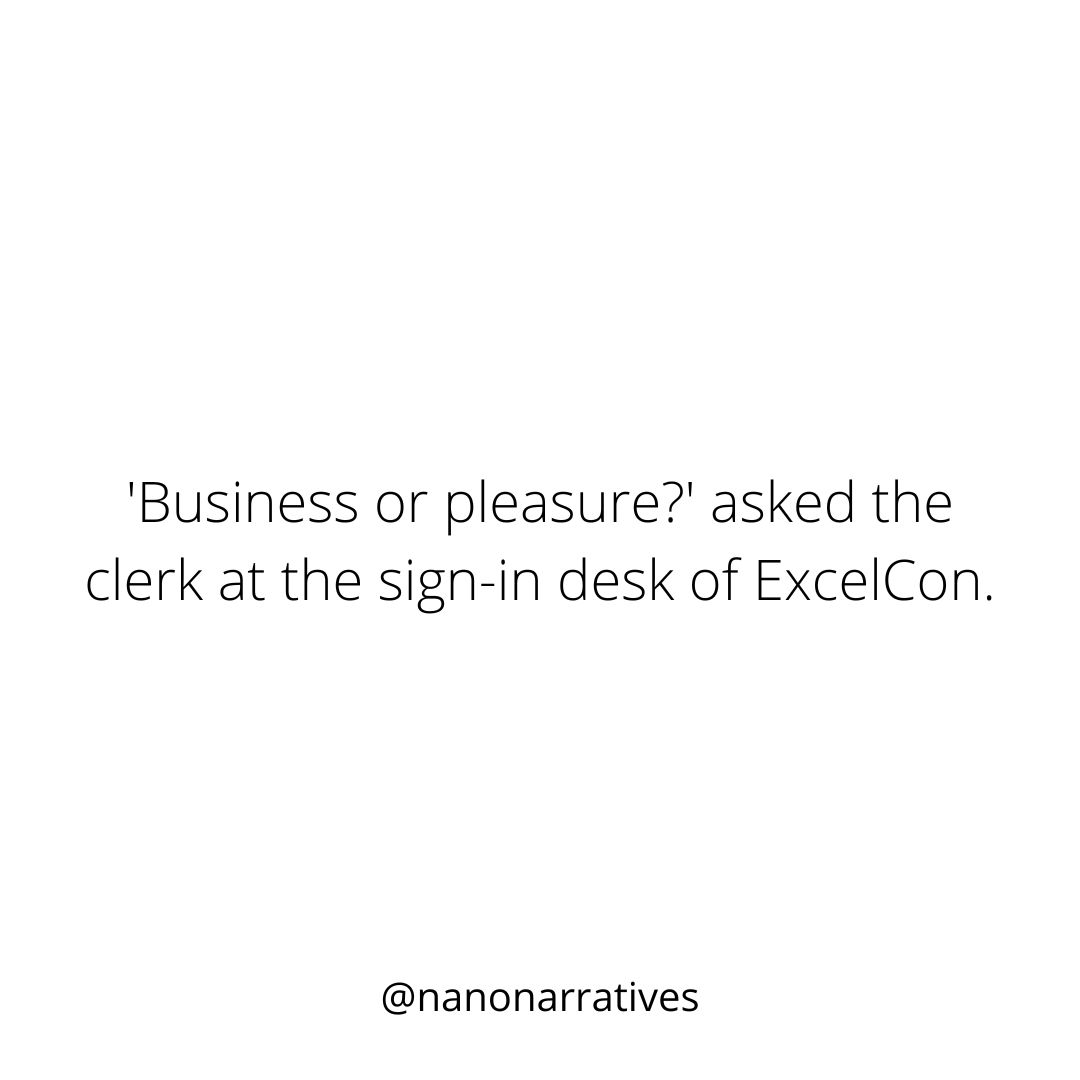 'Business or pleasure?' asked the
clerk at the sign-in desk of ExcelCon.
@nanonarratives